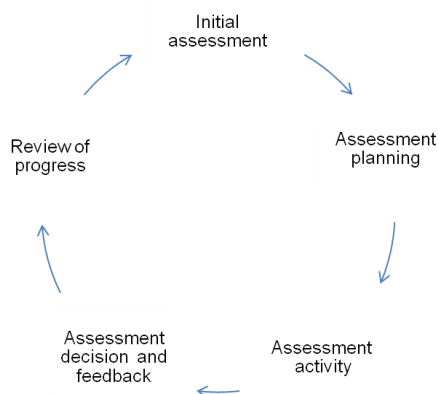 Initial
assessment
Assessment
planning
Assessment
activity
Assessment
decision and
feedback
Review of
progress